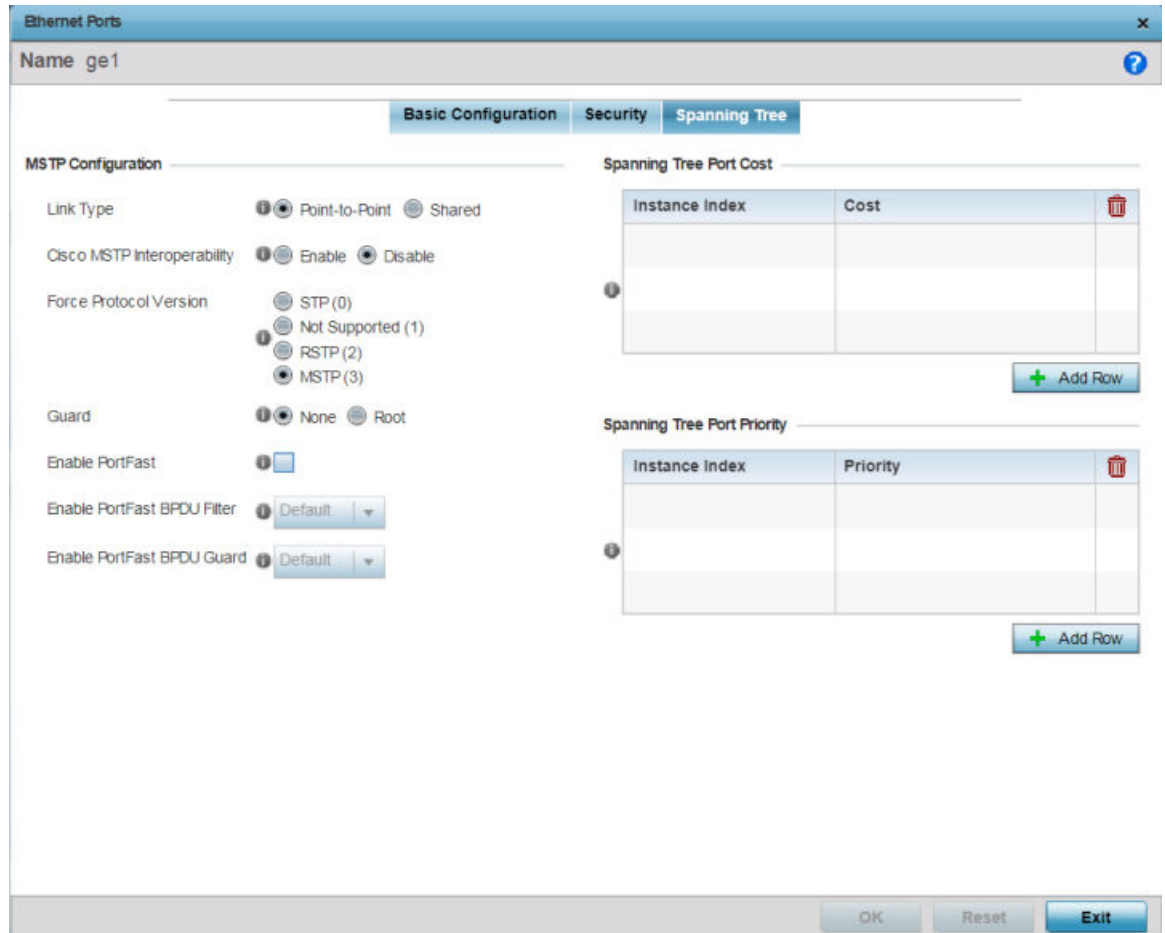 Ethernet Ports
Name ge1
Basic Configuration Security Spanning Tree
MSTP Configuration
Link Type Point-to-Point Shared
Cisco MSTP Interoperability Enable Disable
Force Protocol Version STP (0)
Not Supported (1)
RSTP (2)
MSTP (3)
Guard None Root
Enable PortFast
Enable PortFast BPDU Filter Default
Enable PortFast BPDU Guard Default
Spanning Tree Port Cost
Instance Index Cost
Add Row
Spanning Tree Port Priority
Instance Index Priority
Add Row
OK Reset Exit